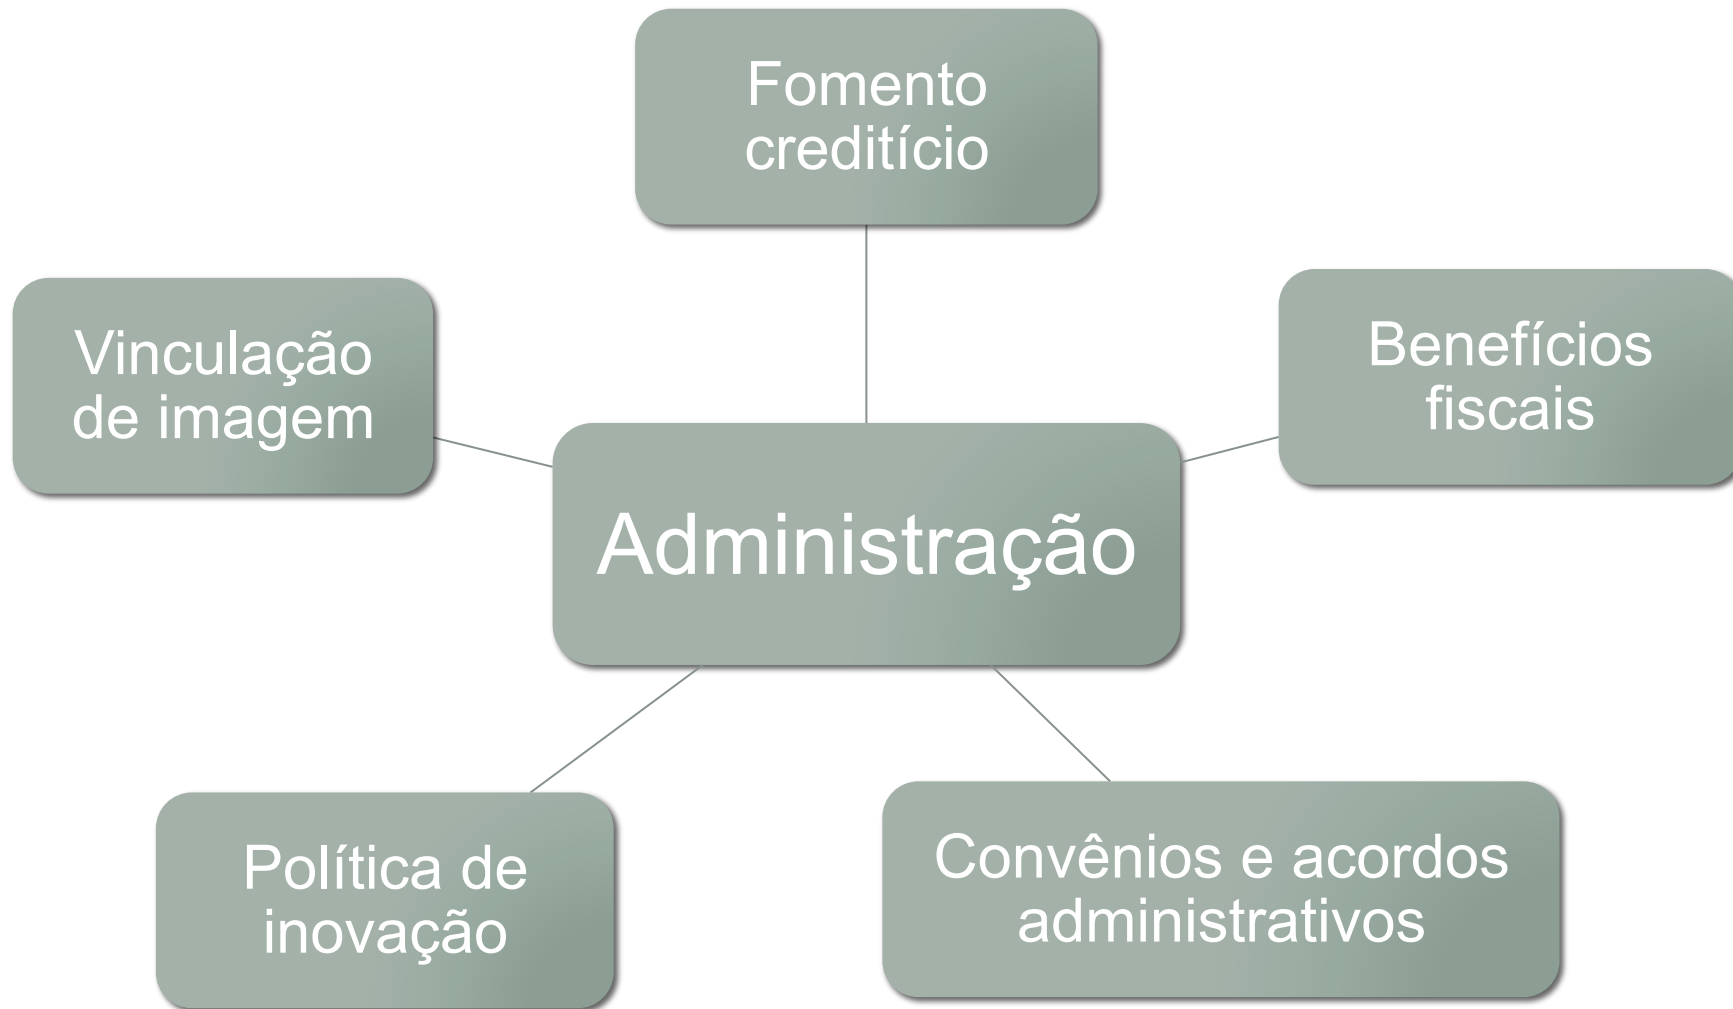 Fomento
creditício
Vinculação
de imagem
Benefícios
fiscais
Administração
Política de
inovação
Convênios e acordos
administrativos